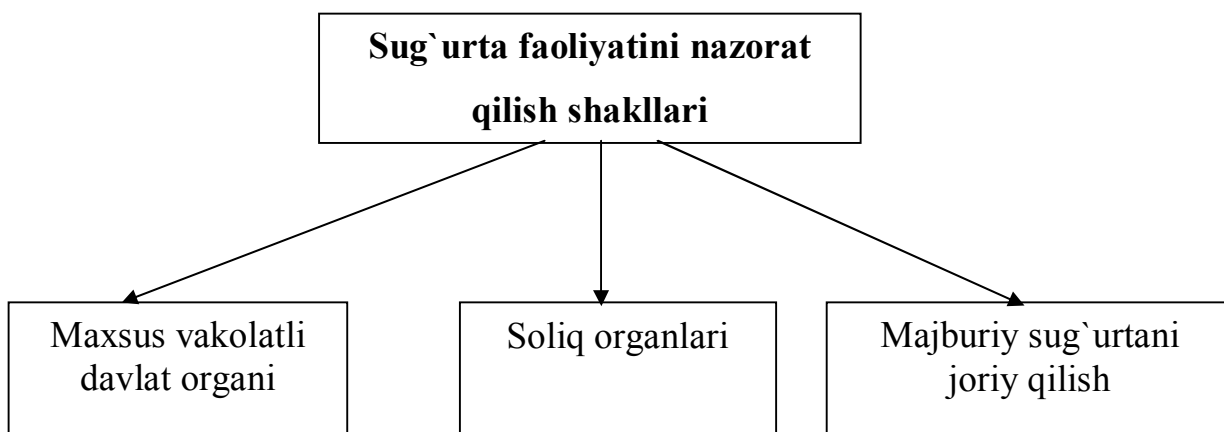 Sug`urta faoliyatini nazorat
qilish shakllari
Maxsus vakolatli
davlat organi
Soliq organlari
Majburiy sug`urtani
joriy qilish